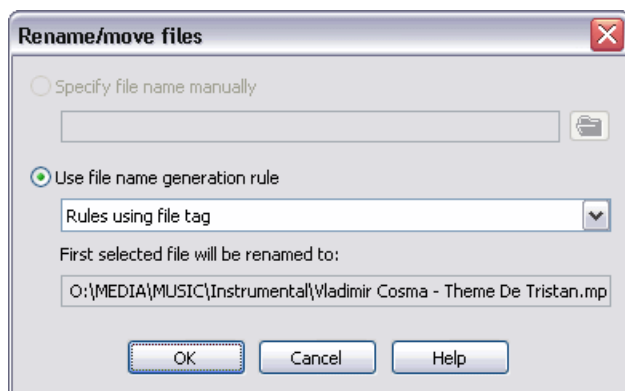 Rename/move files
Specify file name manually
Use file name generation rule
Rules using file tag
First selected file will be renamed to:
O:\MEDIA\MUSIC\Instrumental\Vladimir Cosma - Theme De Tristan.mp
OK Cancel Help